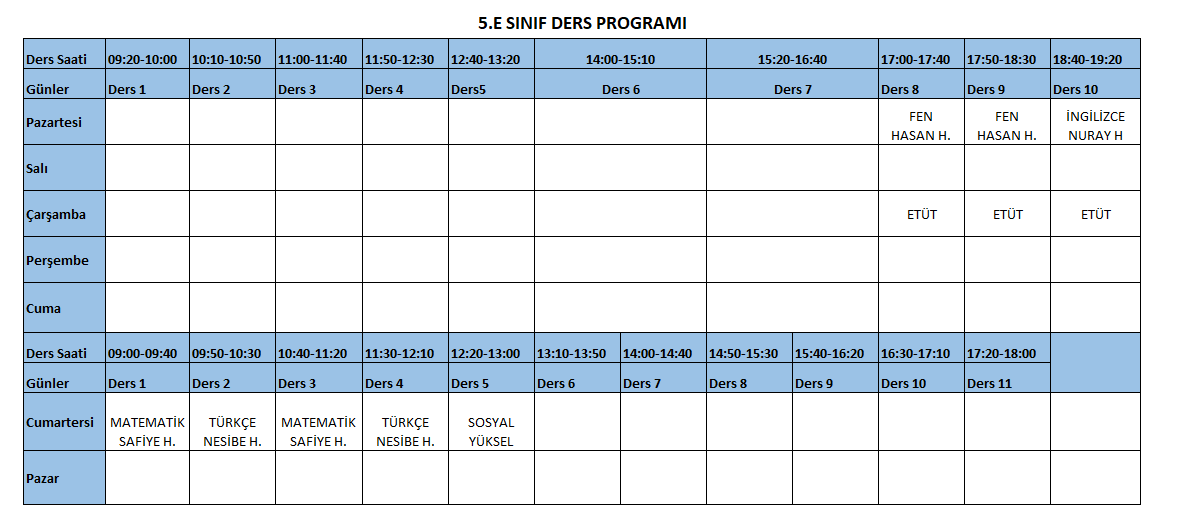 5.E SINIF DERS PROGRAMI
Ders Saati 09:20-10:00 10:10-10:50 11:00-11:40 11:50-12:30 12:40-13:20 14:00-15:10 15:20-16:40 17:00-17:40 17:50-18:30 18:40-19:20
Günler Ders 1 Ders 2 Ders 3 Ders 4 Ders5 Ders 6 Ders 7 Ders 8 Ders 9 Ders 10
Pazartesi FEN HASAN H. FEN HASAN H. İNGİLİZCE NURAY H
Salı
Çarşamba ETÜT ETÜT ETÜT
Perşembe
Cuma
Ders Saati 09:00-09:40 09:50-10:30 10:40-11:20 11:30-12:10 12:20-13:00 13:10-13:50 14:00-14:40 14:50-15:30 15:40-16:20 16:30-17:10 17:20-18:00
Günler Ders 1 Ders 2 Ders 3 Ders 4 Ders 5 Ders 6 Ders 7 Ders 8 Ders 9 Ders 10 Ders 11
Cumartersi MATEMATİK SAFİYE H. TÜRKÇE NESİBE H. MATEMATİK SAFİYE H. TÜRKÇE NESİBE H. SOSYAL YÜKSEL
Pazar